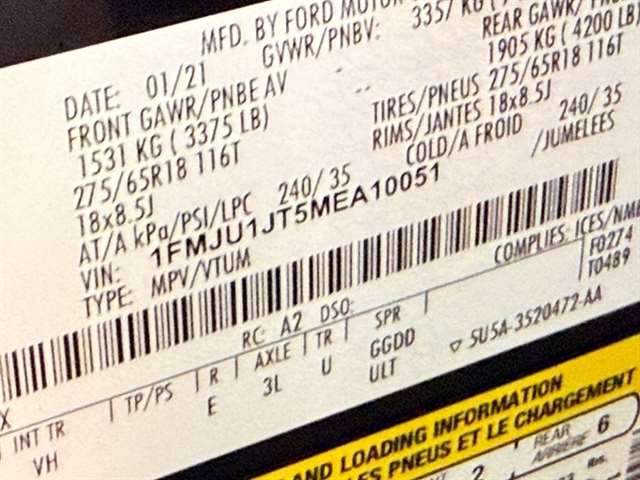 MFD. BY FORD MOTOR
DATE: 01/21 GVWR/PNBV: 3357 KG
FRONT GAWR/PNBE AV REAR GAWR/
1531 KG ( 3375 LB) 1905 KG ( 4200 LB)
275/65R18 116T TIRES/PNEUS 275/65R18 116T
18x8.5J RIMS/JANTES 18x8.5J
AT/A kPa/PSI/LPC 240/ 35 COLD/A FROID 240/ 35
VIN: 1FMJU1JT5MEA10051 /JUMELEES
TYPE: MPV/VTUM
COMPLIES: ICES/NMB
F0274
T0489
RC: A2 DSO:
X INT TR TP/PS R AXLE TR SPR
VH E 3L U GGDD
ULT
▽ 5U5A-3520472-AA
AND LOADING INFORMATION
LES PNEUS ET LE CHARGEMENT
2 REAR ARRIÈRE 6